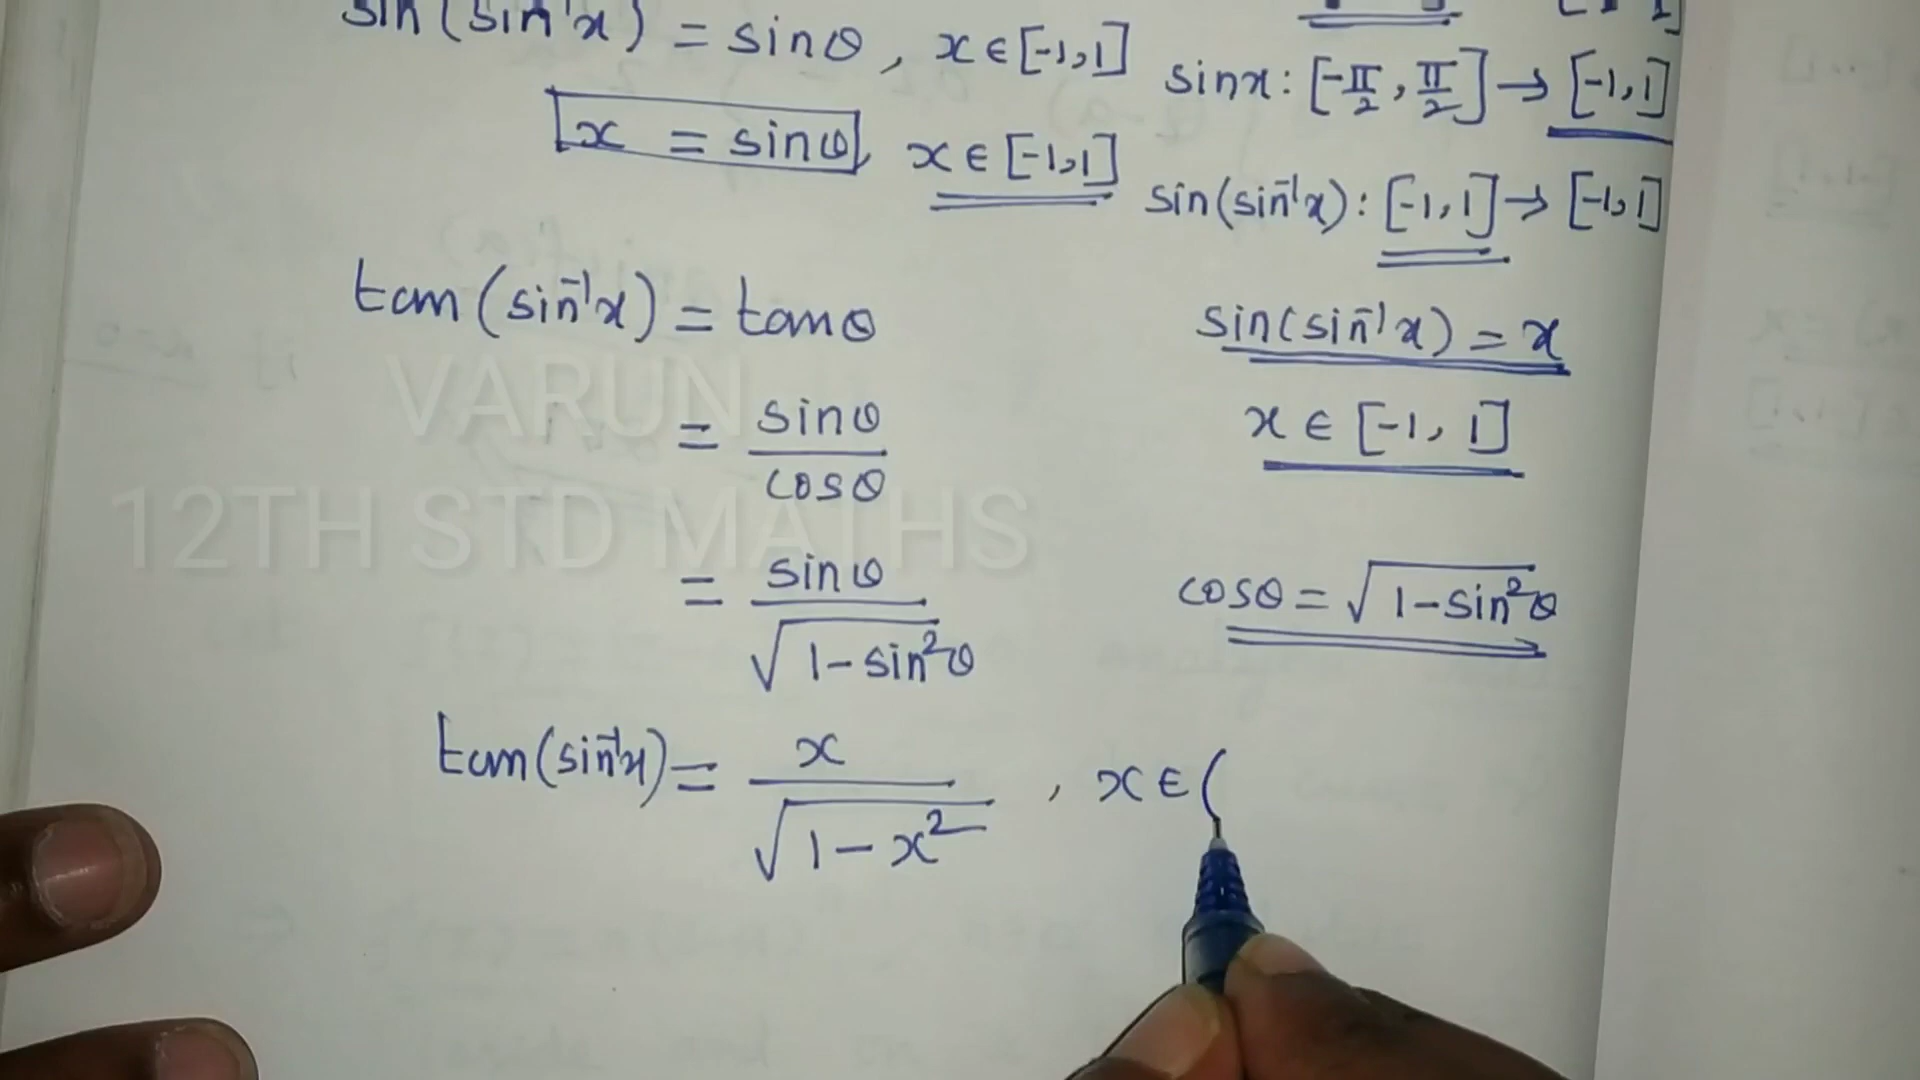 sin(sin⁻¹x) = sinθ, x∈[-1,1]
x = sinθ, x∈[-1,1]
tan(sin⁻¹x) = tanθ
= sinθ/cosθ
= sinθ/√(1-sin²θ)
tan(sin⁻¹x) = x/√(1-x²), x∈(
sinx: [-π/2, π/2] → [-1,1]
sin(sin⁻¹x): [-1,1] → [-1,1]
sin(sin⁻¹x) = x
x∈[-1,1]
cosθ = √(1-sin²θ)
VARUN
12TH STD MATHS